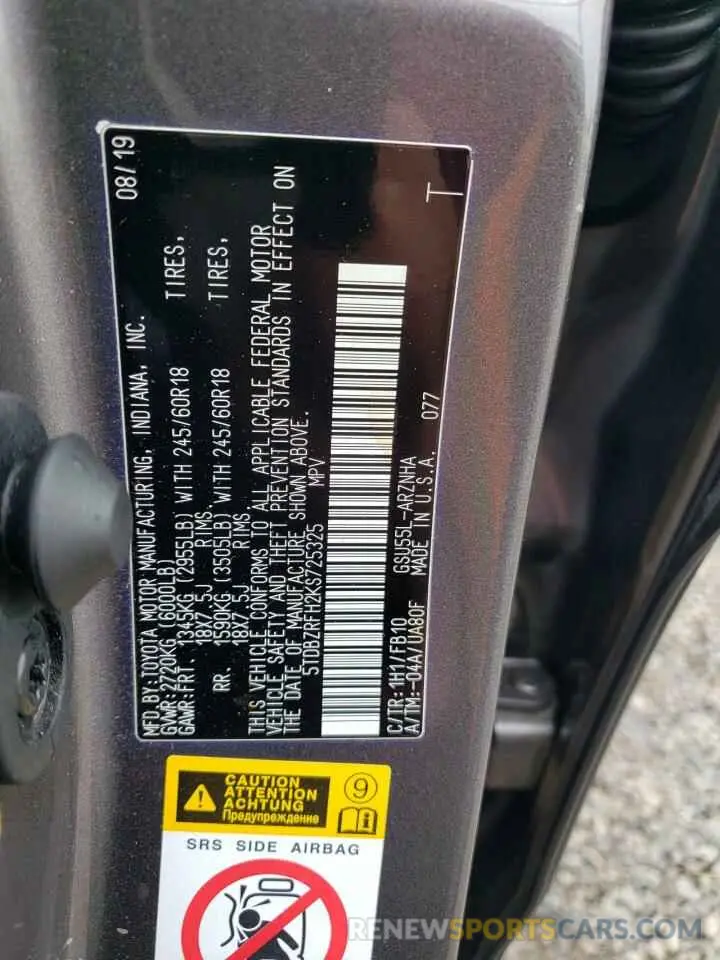 MFD.BY:TOYOTA MOTOR MANUFACTURING, INDIANA, INC. 08/19
GVWR:2720KG (6000LB)
GAWR:FRT. 1345KG (2955LB) WITH 245/60R18 TIRES,
18X7.5J RIMS.
RR. 1590KG (3505LB) WITH 245/60R18 TIRES,
18X7.5J RIMS.
THIS VEHICLE CONFORMS TO ALL APPLICABLE FEDERAL MOTOR
VEHICLE SAFETY AND THEFT PREVENTION STANDARDS IN EFFECT ON
THE DATE OF MANUFACTURE SHOWN ABOVE.
5TDBZRFH2KS725325 MPV
C/TR:1H1/FB10 GSU55L-ARZNHA 077
A/TM:-04A/UA80F MADE IN U.S.A. T
CAUTION
ATTENTION
ACHTUNG
Предупреждение
9
SRS SIDE AIRBAG
RENEWSPORTSCARS.COM